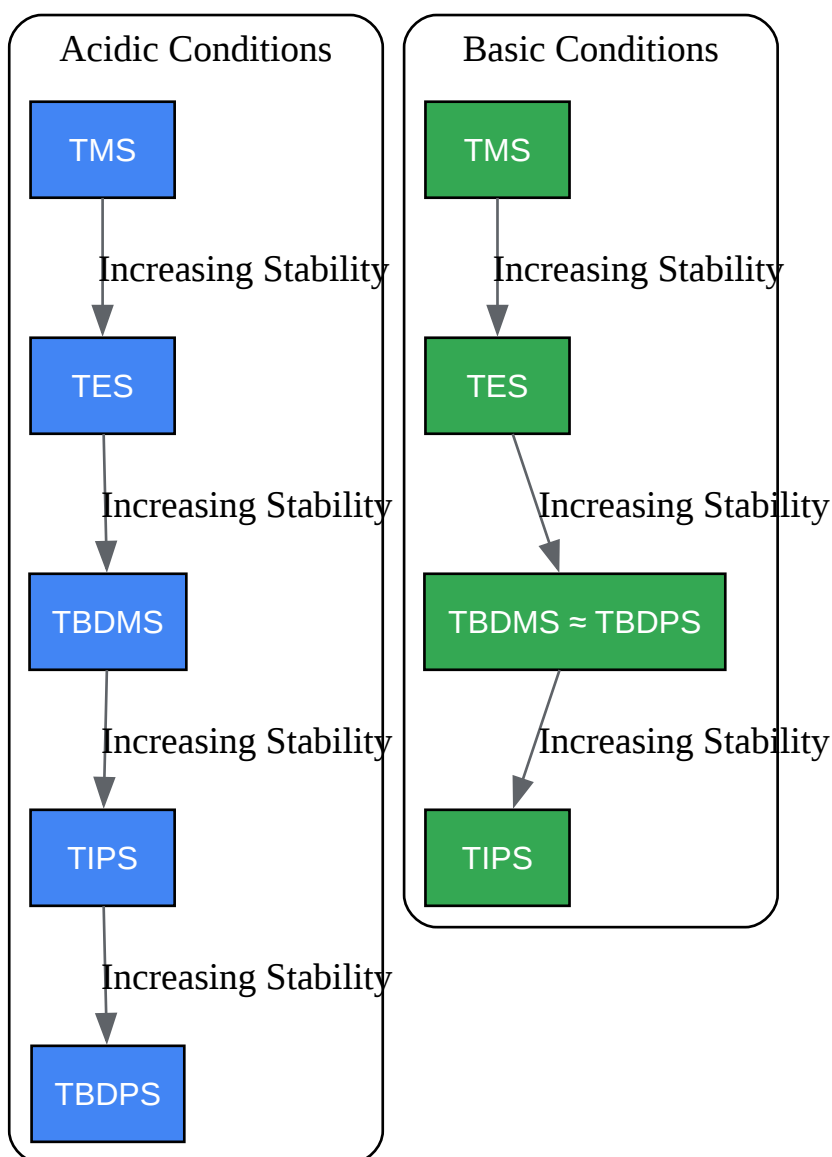 Acidic Conditions
TMS
Increasing Stability
TES
Increasing Stability
TBDMS
Increasing Stability
TIPS
Increasing Stability
TBDPS
Basic Conditions
TMS
Increasing Stability
TES
Increasing Stability
TBDMS ≈ TBDPS
Increasing Stability
TIPS